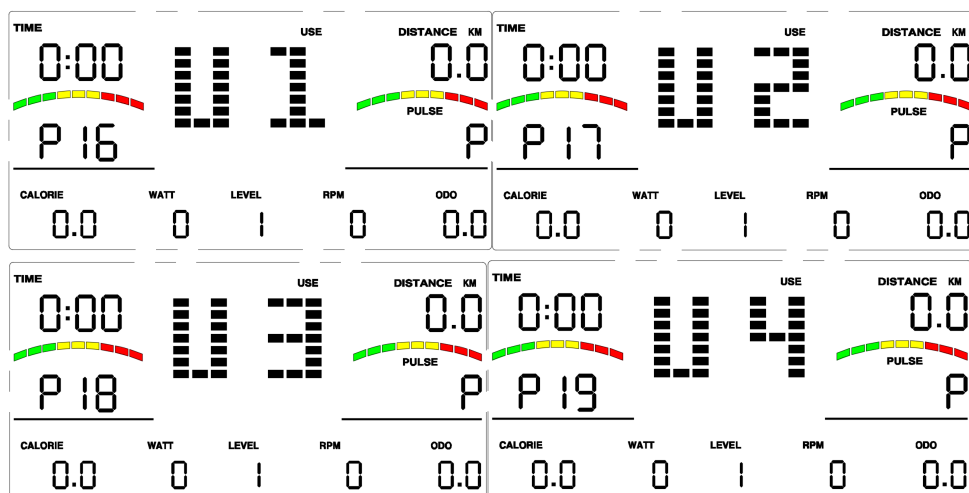 TIME USE DISTANCE KM
0:00 U1 0.0
PULSE
P16 P
CALORIE WATT LEVEL RPM ODO
0.0 0 1 0 0.0
TIME USE DISTANCE KM
0:00 U2 0.0
PULSE
P17 P
CALORIE WATT LEVEL RPM ODO
0.0 0 1 0 0.0
TIME USE DISTANCE KM
0:00 U3 0.0
PULSE
P18 P
CALORIE WATT LEVEL RPM ODO
0.0 0 1 0 0.0
TIME USE DISTANCE KM
0:00 U4 0.0
PULSE
P19 P
CALORIE WATT LEVEL RPM ODO
0.0 0 1 0 0.0